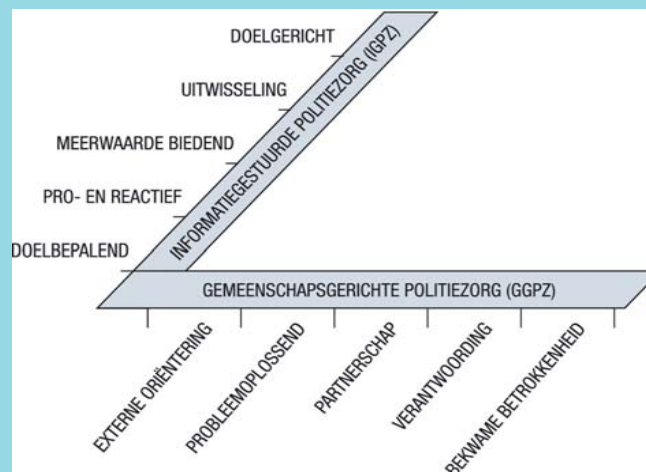 DOELGERICHT
UITWISSELING
MEERWAARDE BIEDEND
PRO- EN REACTIEF
DOELBEPALEND
INFORMATIEGESTUURDE POLITIEZORG (IGPZ)
GEMEENSCHAPSGERICHTE POLITIEZORG (GGPZ)
EXTERNE ORIËNTERING
PROBLEEMOPLOSSEND
PARTNERSCHAP
VERANTWOORDING
BEKWAME BETROKKENHEID